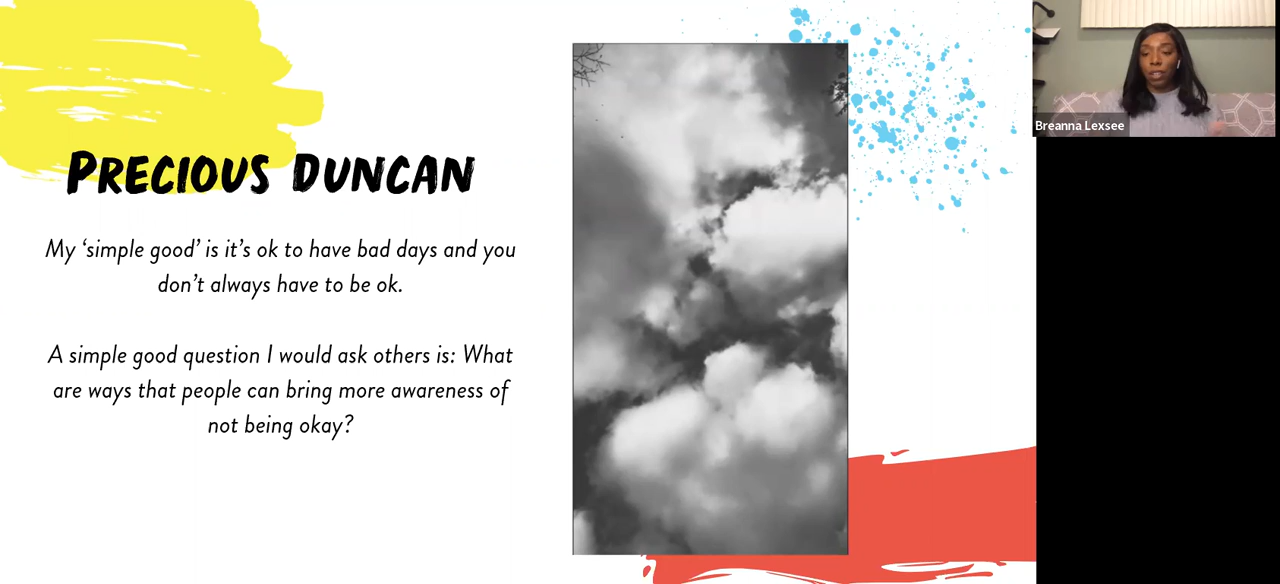 PRECIOUS DUNCAN
My ‘simple good’ is it’s ok to have bad days and you
don’t always have to be ok.
A simple good question I would ask others is: What
are ways that people can bring more awareness of
not being okay?
Breanna Lexsee